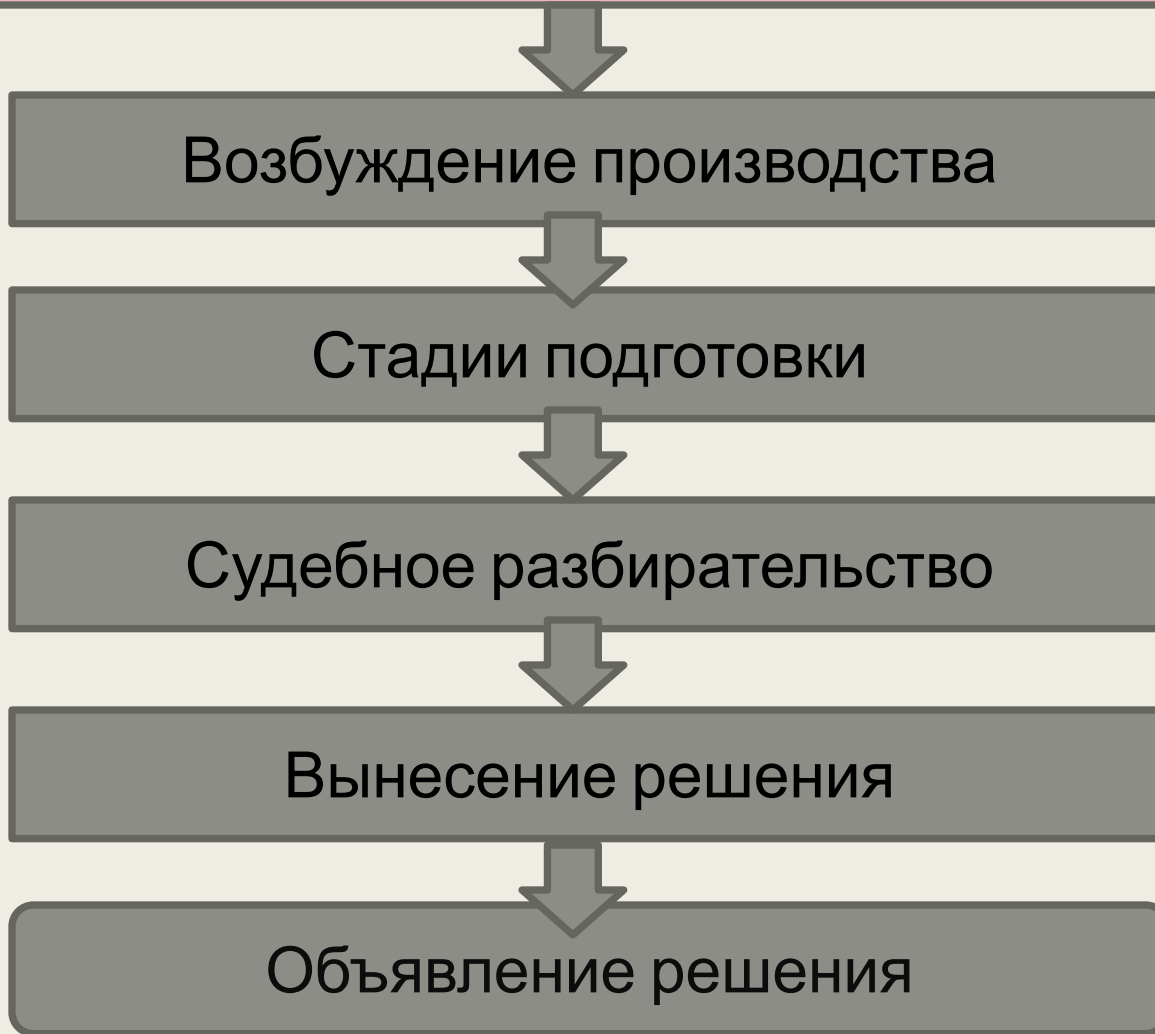 Возбуждение производства
Стадии подготовки
Судебное разбирательство
Вынесение решения
Объявление решения